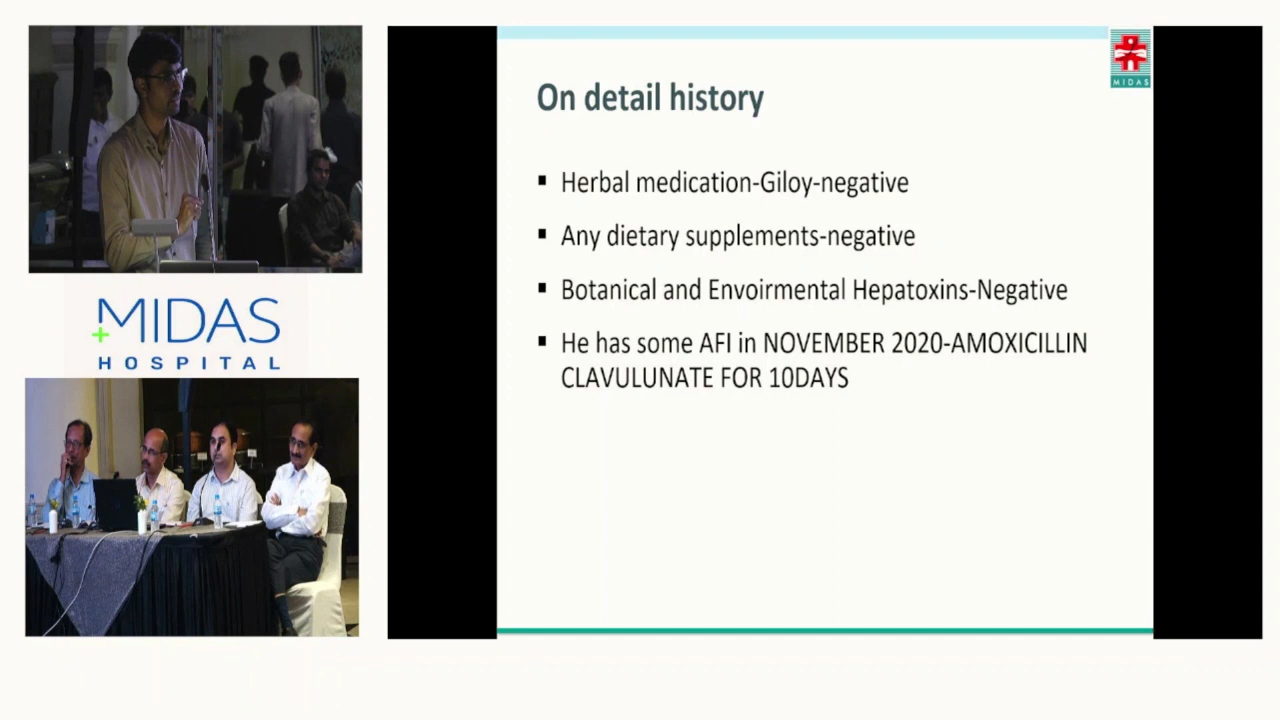 MIDAS
On detail history
▪ Herbal medication-Giloy-negative
▪ Any dietary supplements-negative
▪ Botanical and Envoirmental Hepatoxins-Negative
▪ He has some AFI in NOVEMBER 2020-AMOXICILLIN
CLAVULUNATE FOR 10DAYS
MIDAS
HOSPITAL